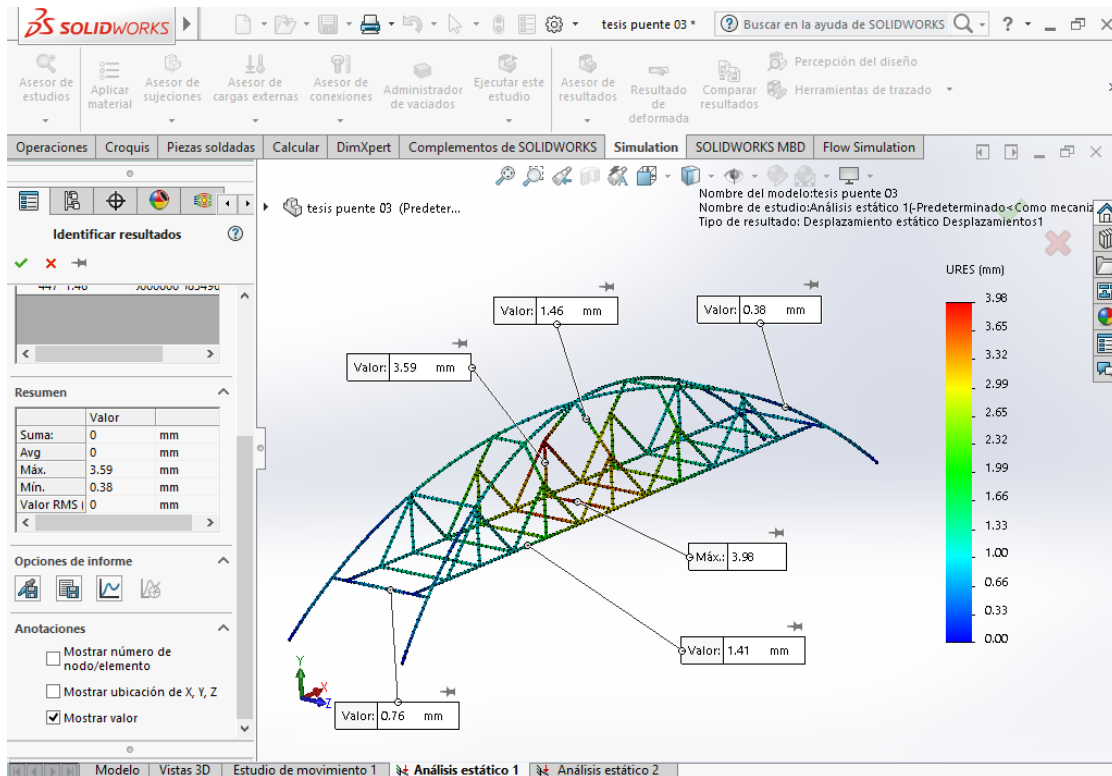 SOLIDWORKS
tesis puente 03 *
Buscar en la ayuda de SOLIDWORKS
?
Asesor de estudios
Aplicar material
Asesor de sujeciones
Asesor de cargas externas
Asesor de conexiones
Administrador de vaciados
Ejecutar este estudio
Asesor de resultados
Resultado de deformada
Comparar resultados
Percepción del diseño
Herramientas de trazado
Operaciones Croquis Piezas soldadas Calcular DimXpert Complementos de SOLIDWORKS Simulation SOLIDWORKS MBD Flow Simulation
tesis puente 03 (Predeter...
Nombre del modelo:tesis puente 03
Nombre de estudio:Análisis estático 1(-Predeterminado<Como mecaniz
Tipo de resultado: Desplazamiento estático Desplazamientos1
Identificar resultados
Resumen
Valor
Suma: 0 mm
Avg 0 mm
Máx. 3.59 mm
Mín. 0.38 mm
Valor RMS ( 0 mm
Opciones de informe
Anotaciones
Mostrar número de
nodo/elemento
Mostrar ubicación de X, Y, Z
Mostrar valor
Valor: 1.46 mm
Valor: 0.38 mm
Valor: 3.59 mm
Máx.: 3.98
Valor: 1.41 mm
Valor: 0.76 mm
Y
X
Z
URES (mm)
3.98
3.65
3.32
2.99
2.65
2.32
1.99
1.66
1.33
1.00
0.66
0.33
0.00
Modelo Vistas 3D Estudio de movimiento 1 Análisis estático 1 Análisis estático 2